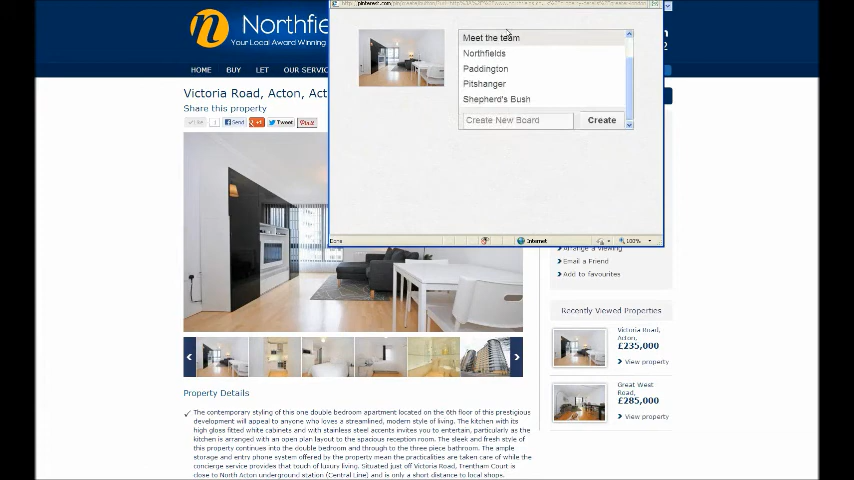 pinterest.com
Northfie
Your Local Award Winning
HOME BUY LET OUR SERVIC
Victoria Road, Acton, Act
Share this property
Like Send +1 Tweet Pin it
Meet the team
Northfields
Paddington
Pitshanger
Shepherd's Bush
Create New Board Create
Done Internet 100%
Arrange a Viewing
Email a Friend
Add to favourites
Recently Viewed Properties
Victoria Road,
Acton,
£235,000
View property
Great West
Road,
£285,000
View property
Property Details
The contemporary styling of this one double bedroom apartment located on the 6th floor of this prestigious
development will appeal to anyone who loves a streamlined, modern style of living. The kitchen with its
high gloss fitted white cabinets and with stainless steel accents invites you to entertain, particularly as the
kitchen is arranged with an open plan layout to the spacious reception room. The sleek and fresh style of
this property continues into the double bedroom and through to the three piece bathroom. The ample
storage and entry phone system offered by the property mean the practicalities are taken care of while the
concierge service provides that touch of luxury living. Situated just off Victoria Road, Trentham Court is
close to North Acton underground station (Central Line) and is only a short distance to local shops.